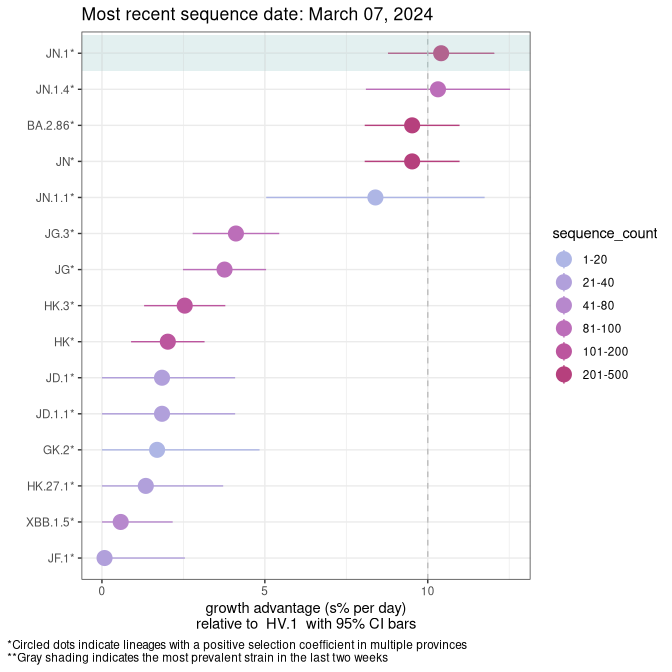 Most recent sequence date: March 07, 2024
JN.1*
JN.1.4*
BA.2.86*
JN*
JN.1.1*
JG.3*
JG*
HK.3*
HK*
JD.1*
JD.1.1*
GK.2*
HK.27.1*
XBB.1.5*
JF.1*
0 5 10
growth advantage (s% per day)
relative to HV.1 with 95% CI bars
sequence_count
1-20
21-40
41-80
81-100
101-200
201-500
*Circled dots indicate lineages with a positive selection coefficient in multiple provinces
**Gray shading indicates the most prevalent strain in the last two weeks